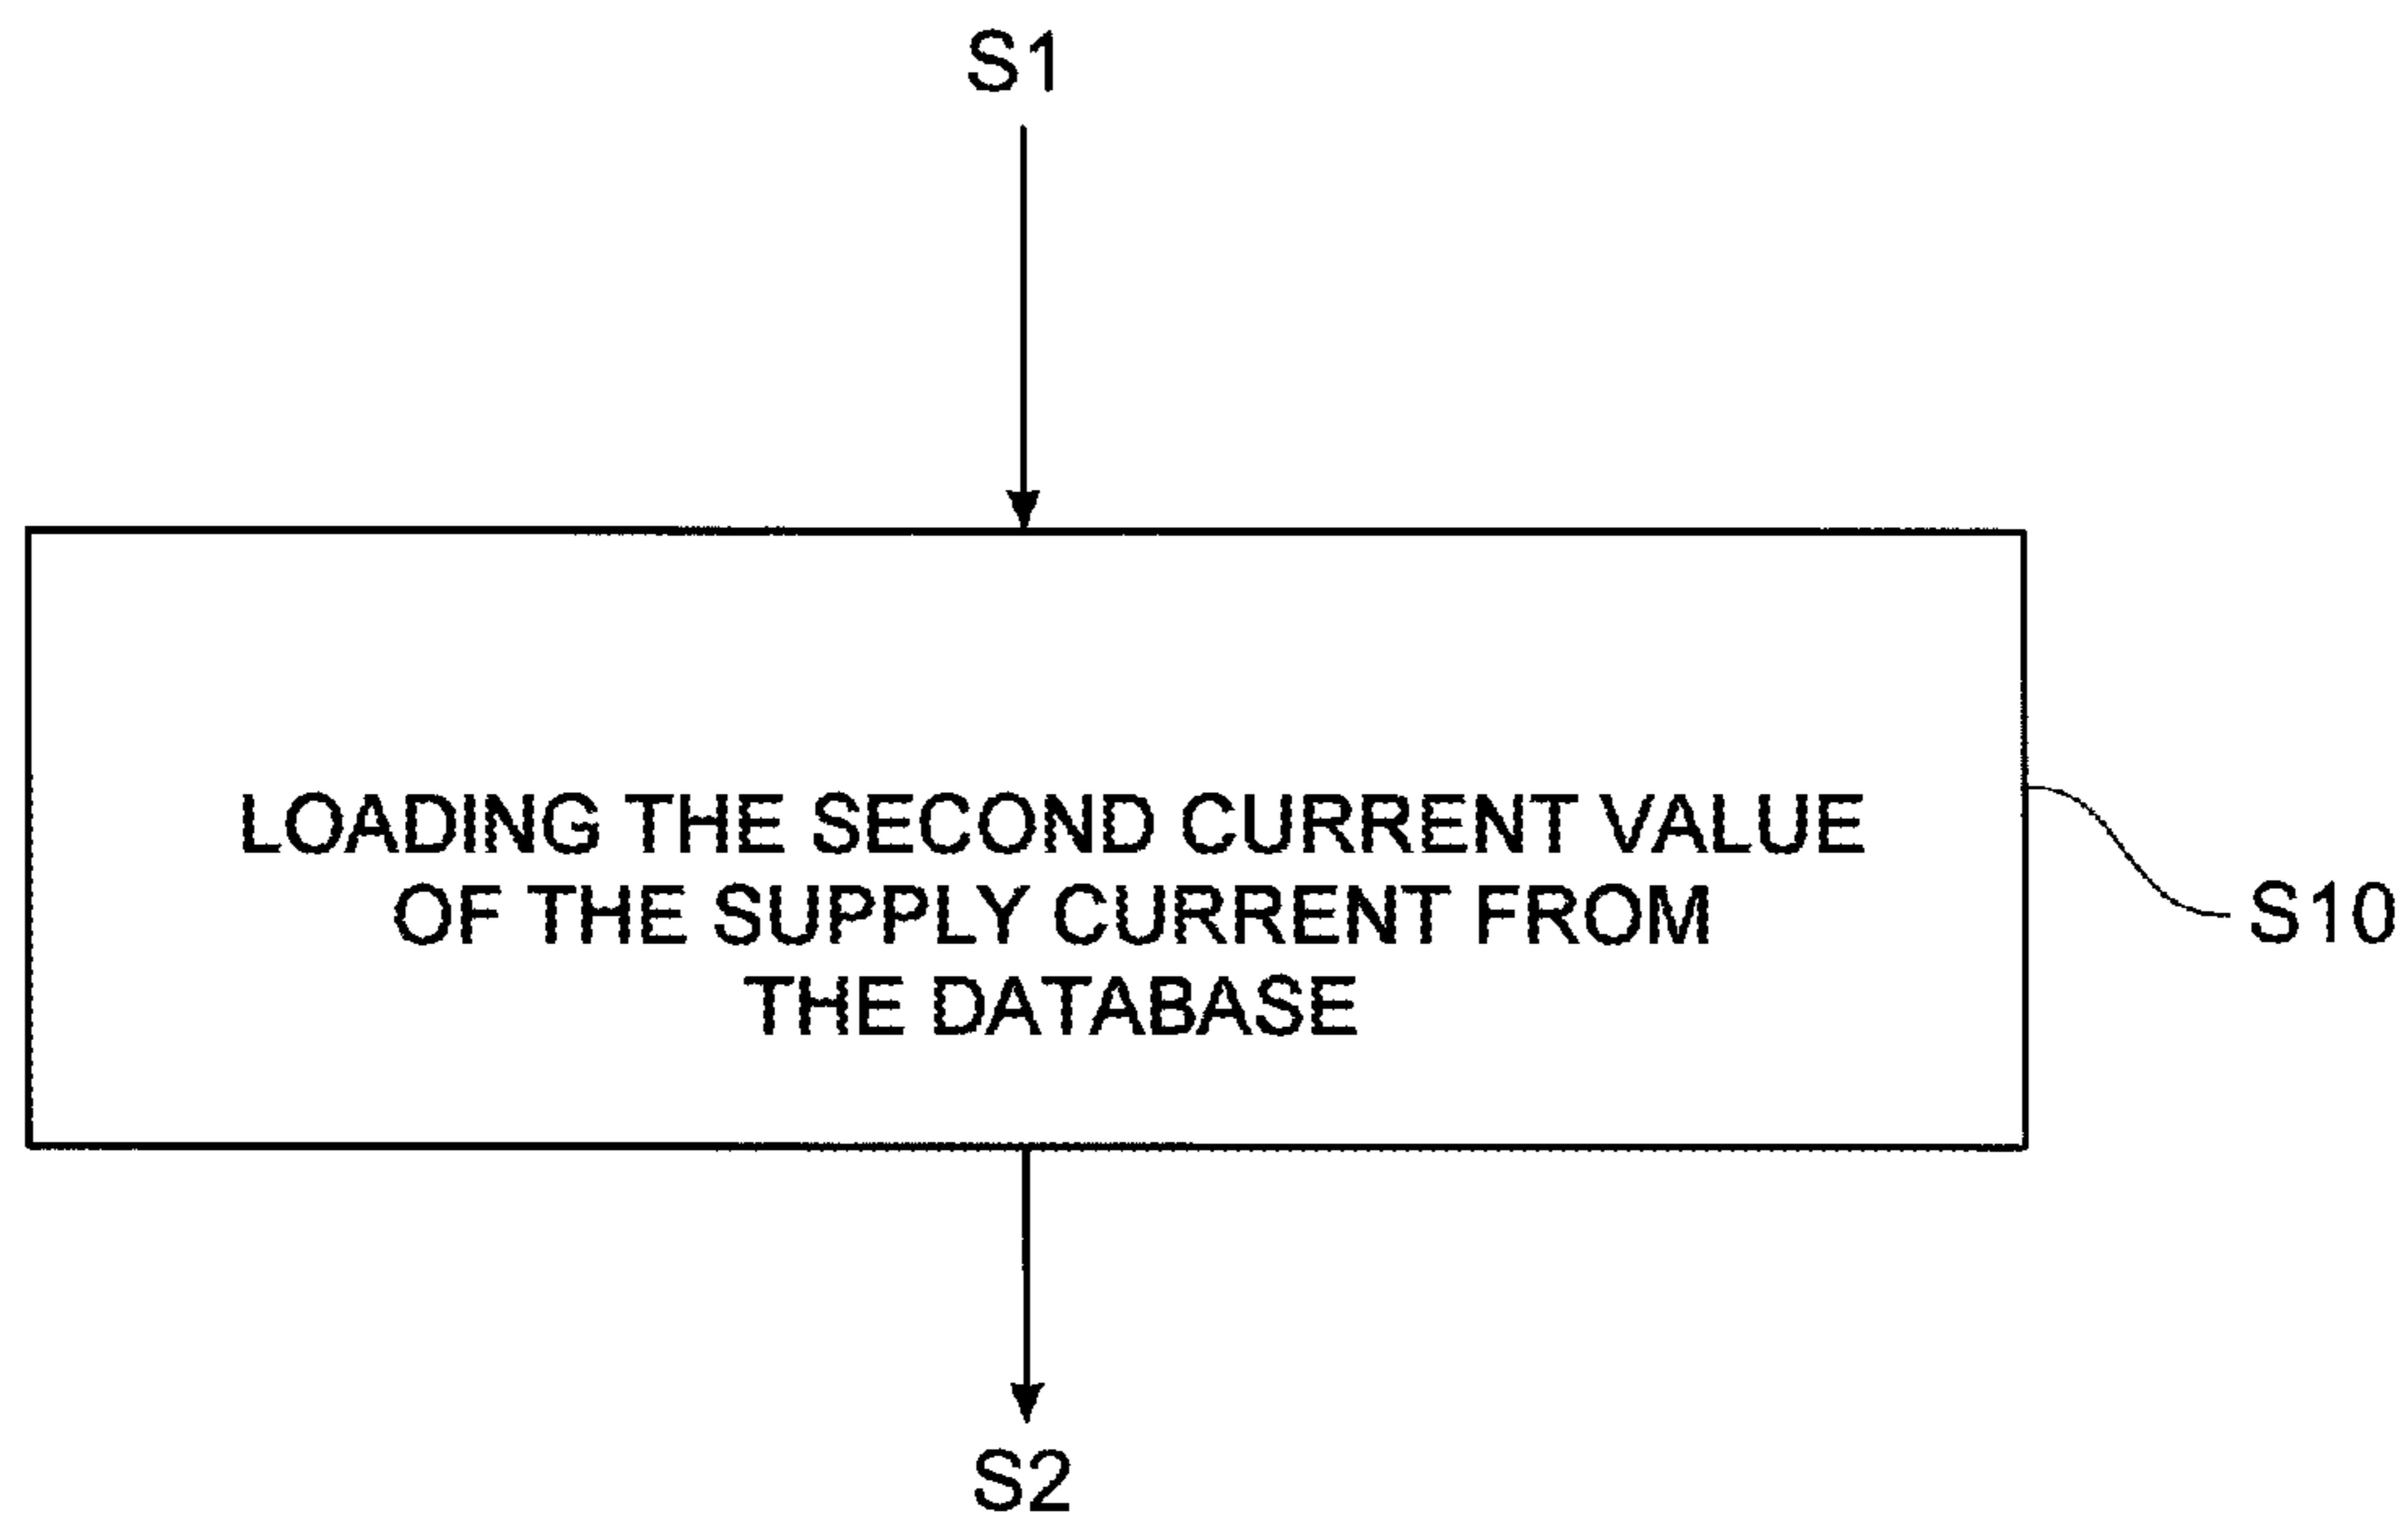 S1
LOADING THE SECOND CURRENT VALUE
OF THE SUPPLY CURRENT FROM
THE DATABASE
S10
S2